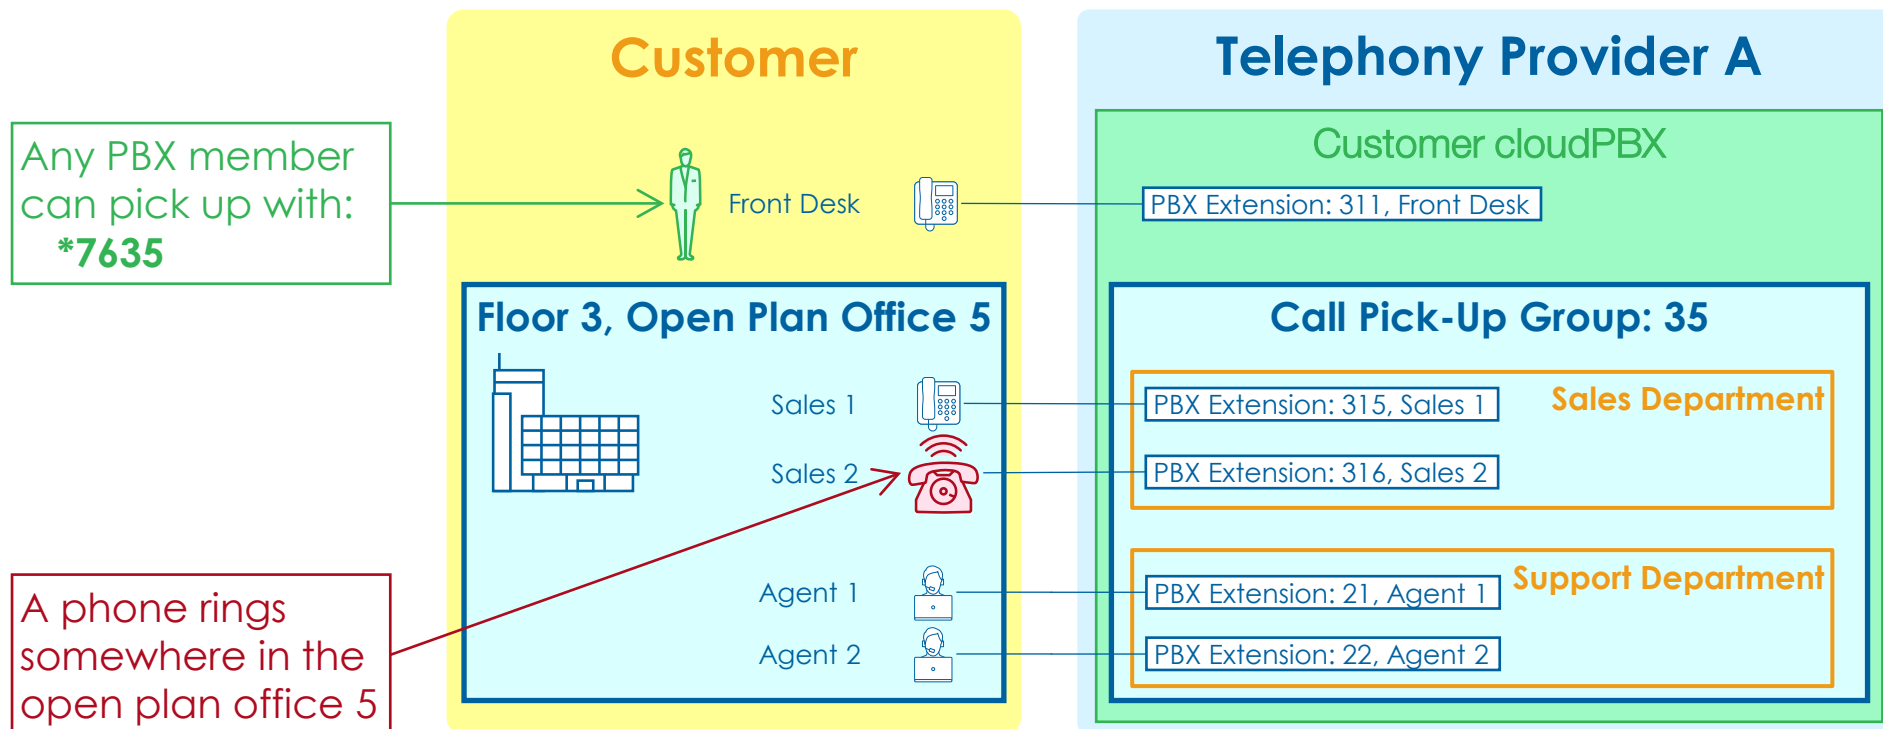 Customer
Telephony Provider A
Any PBX member
can pick up with:
*7635
Customer cloudPBX
Front Desk
PBX Extension: 311, Front Desk
Floor 3, Open Plan Office 5
Call Pick-Up Group: 35
Sales 1
PBX Extension: 315, Sales 1
Sales Department
Sales 2
PBX Extension: 316, Sales 2
A phone rings
somewhere in the
open plan office 5
Agent 1
PBX Extension: 21, Agent 1
Support Department
Agent 2
PBX Extension: 22, Agent 2